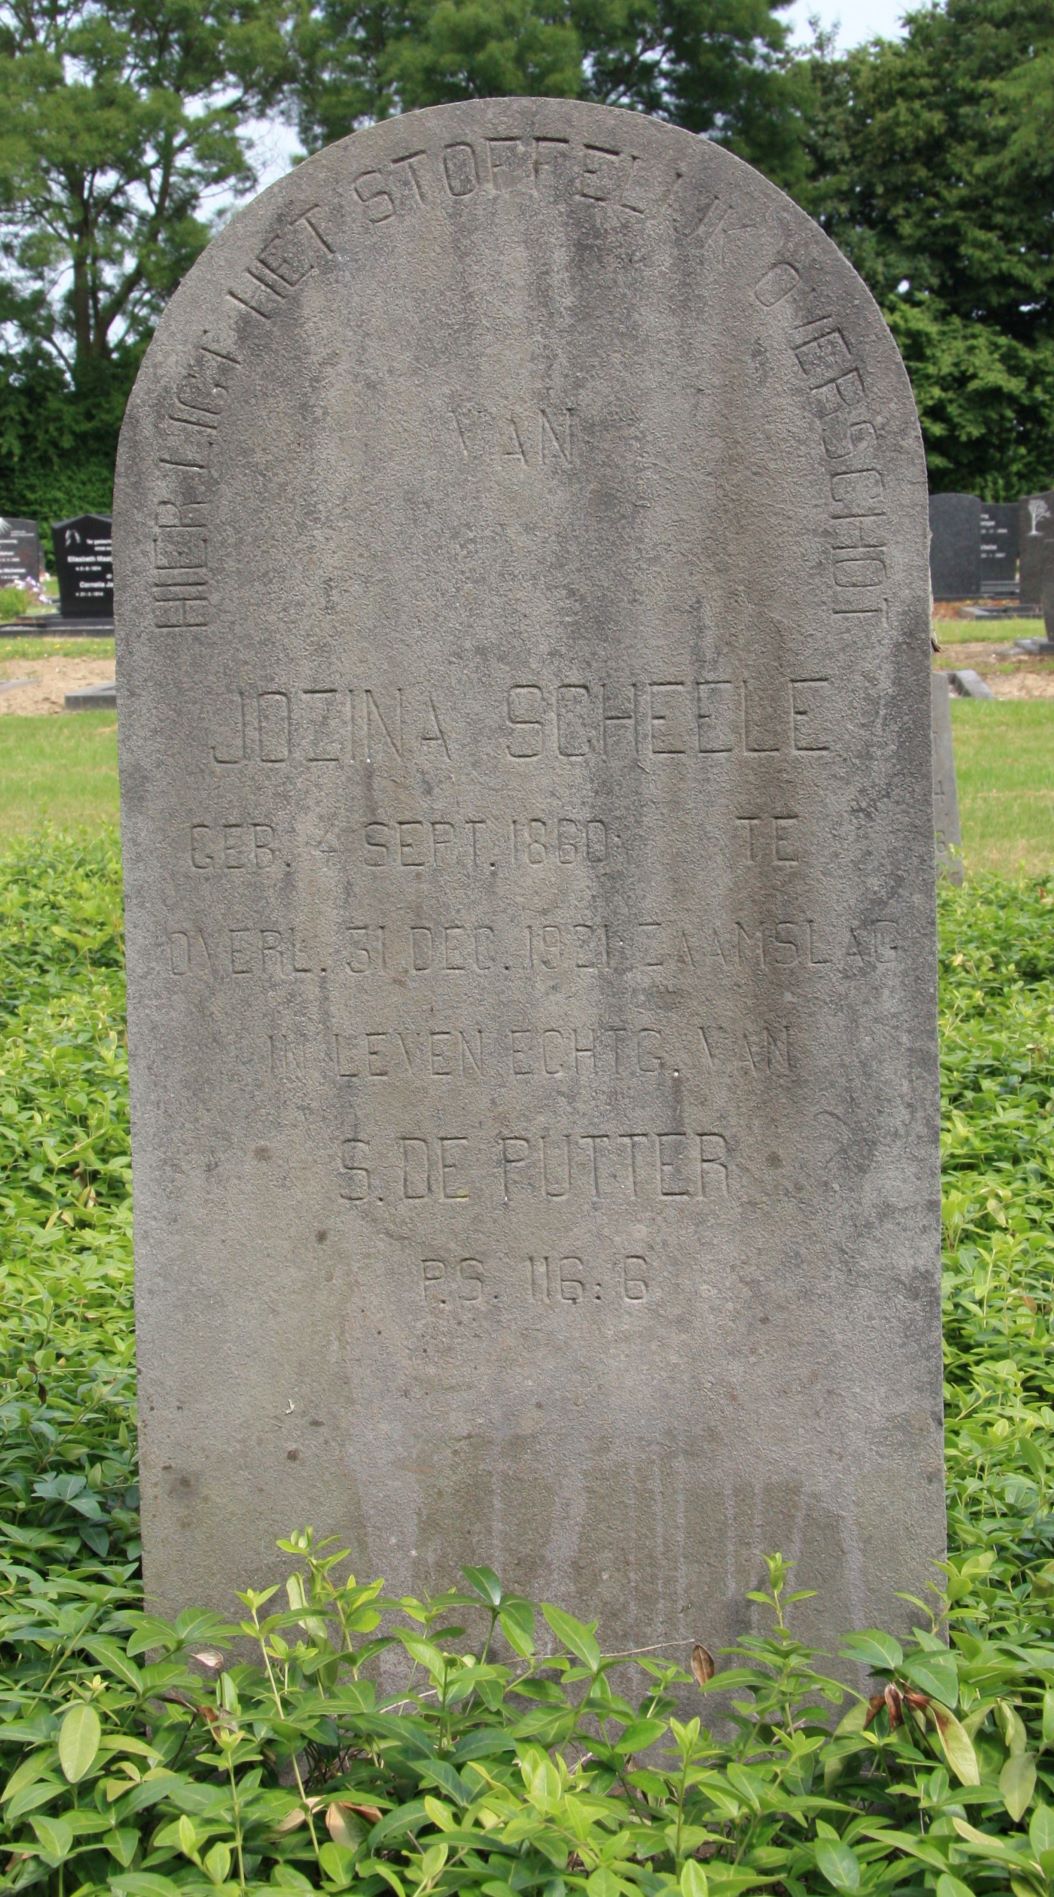 HIER LIGT HET STOFFELIJK OVERSCHOT
VAN
JOZINA SCHEELE
GEB. 4 SEPT. 1860 TE
OVERL. 31 DEC. 1921 ZAAMSLAG
IN LEVEN ECHTG. VAN
S. DE PUTTER
P.S. 116:6